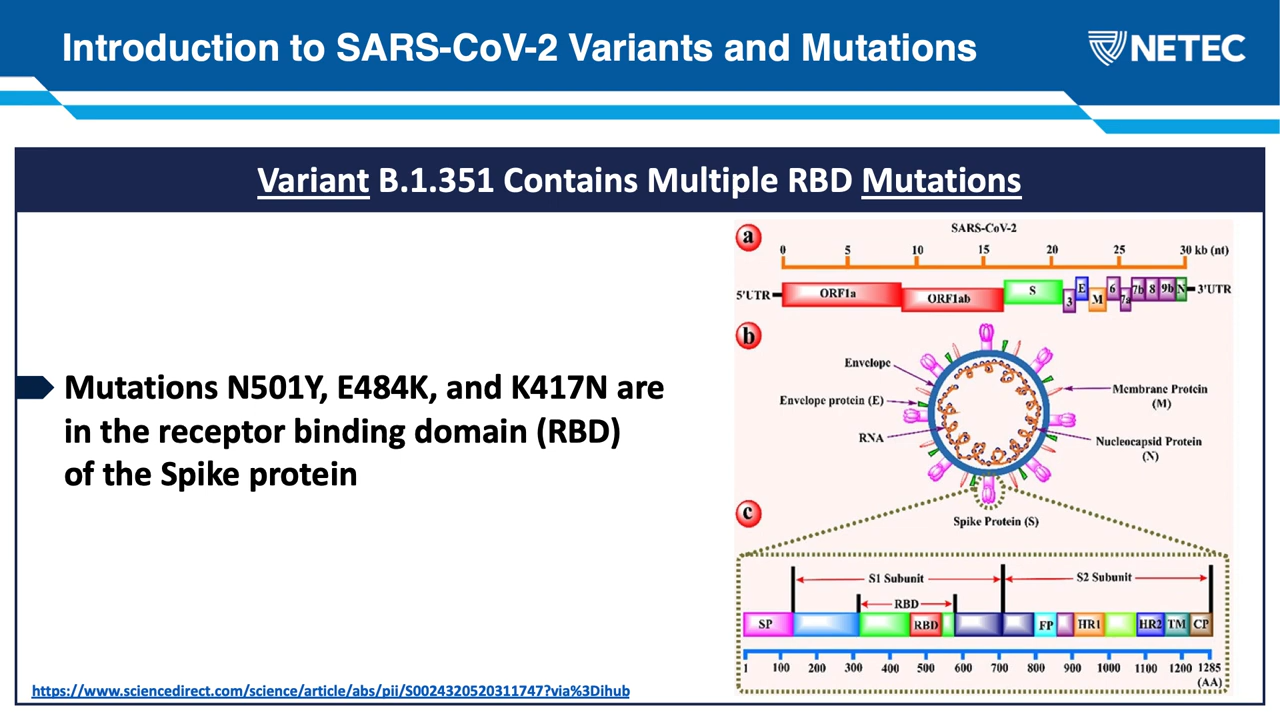 Introduction to SARS-CoV-2 Variants and Mutations
NETEC
Variant B.1.351 Contains Multiple RBD Mutations
Mutations N501Y, E484K, and K417N are
in the receptor binding domain (RBD)
of the Spike protein
https://www.sciencedirect.com/science/article/abs/pii/S0024320520311747?via%3Dihub
a
SARS-CoV-2
0 5 10 15 20 25 30 kb (nt)
5'UTR ORF1a ORF1ab S 3 E M 6 7a 7b 8 9b N 3'UTR
b
Envelope
Envelope protein (E)
RNA
Membrane Protein
(M)
Nucleocapsid Protein
(N)
Spike Protein (S)
c
S1 Subunit S2 Subunit
RBD
SP RBD FP HR1 HR2 TM CP
1 100 200 300 400 500 600 700 800 900 1000 1100 1200 1285
(AA)